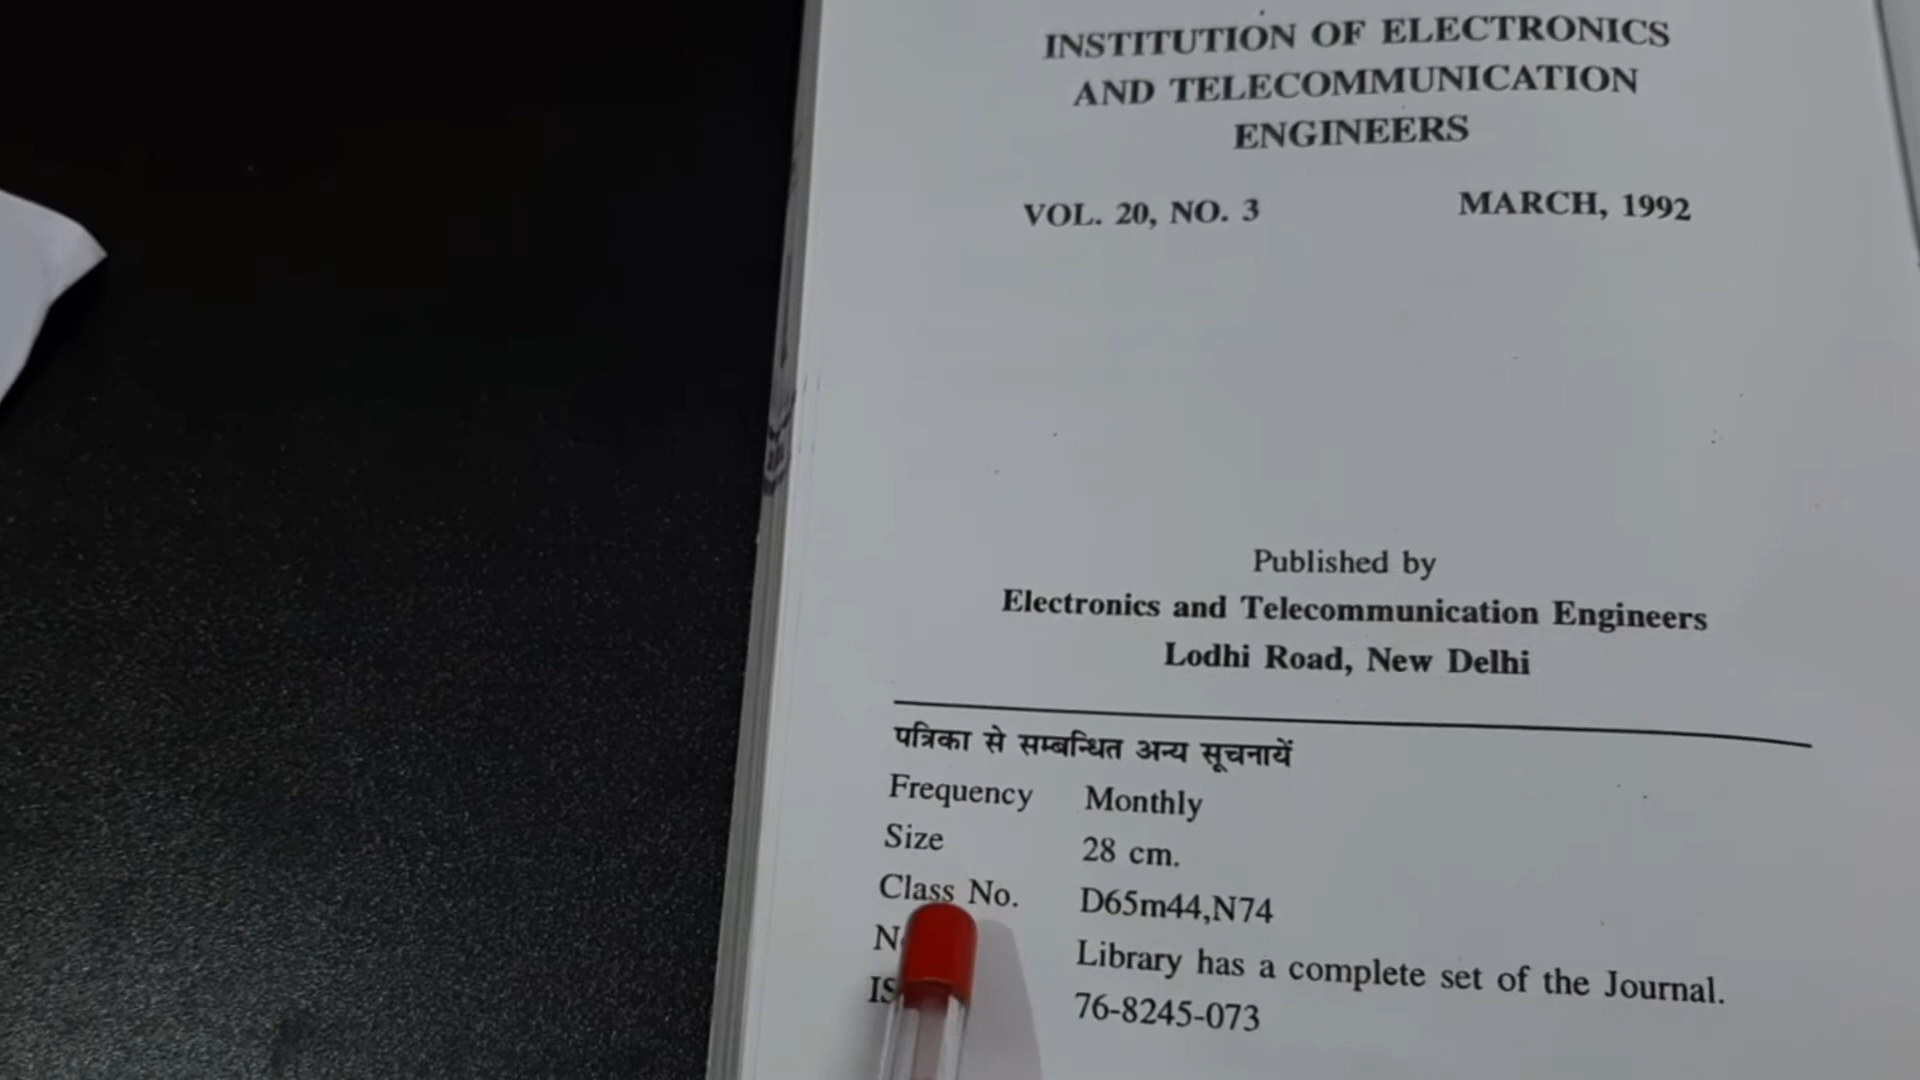 INSTITUTION OF ELECTRONICS
AND TELECOMMUNICATION
ENGINEERS
VOL. 20, NO. 3 MARCH, 1992
Published by
Electronics and Telecommunication Engineers
Lodhi Road, New Delhi
पत्रिका से सम्बन्धित अन्य सूचनायें
Frequency Monthly
Size 28 cm.
Class No. D65m44,N74
Library has a complete set of the Journal.
76-8245-073